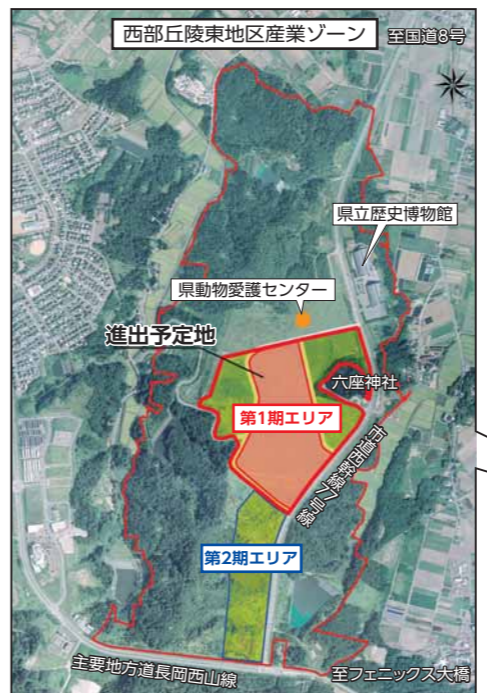 西部丘陵東地区産業ゾーン
至国道8号
県立歴史博物館
県動物愛護センター
進出予定地
六座神社
第1期エリア
市道西幹線7号線
第2期エリア
主要地方道長岡西山線
至フェニックス大橋